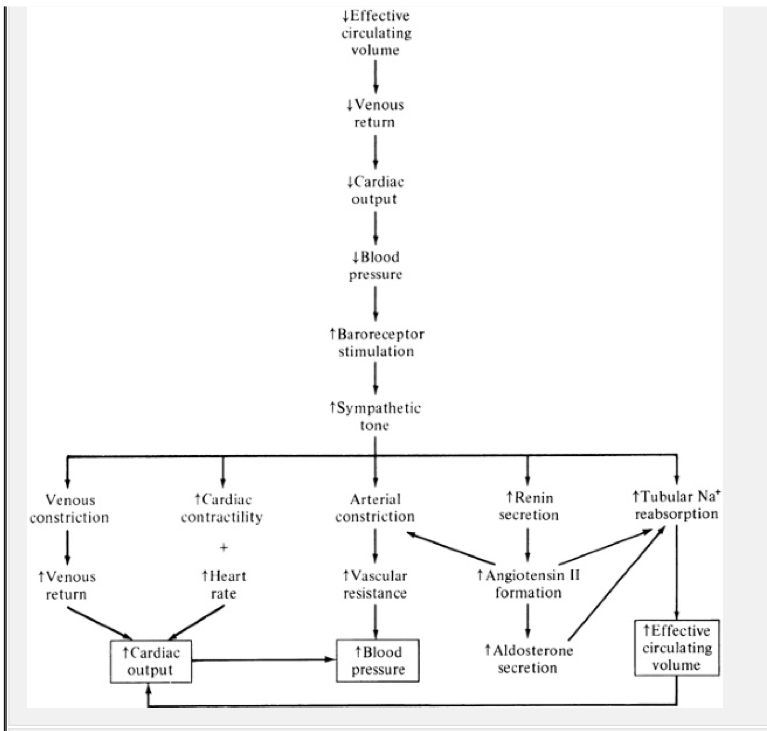 ↓Effective
circulating
volume
↓Venous
return
↓Cardiac
output
↓Blood
pressure
↑Baroreceptor
stimulation
↑Sympathetic
tone
Venous
constriction
↑Cardiac
contractility
+
↑Heart
rate
Arterial
constriction
↑Renin
secretion
↑Tubular Na⁺
reabsorption
↑Venous
return
↑Vascular
resistance
↑Angiotensin II
formation
↑Cardiac
output
↑Blood
pressure
↑Aldosterone
secretion
↑Effective
circulating
volume